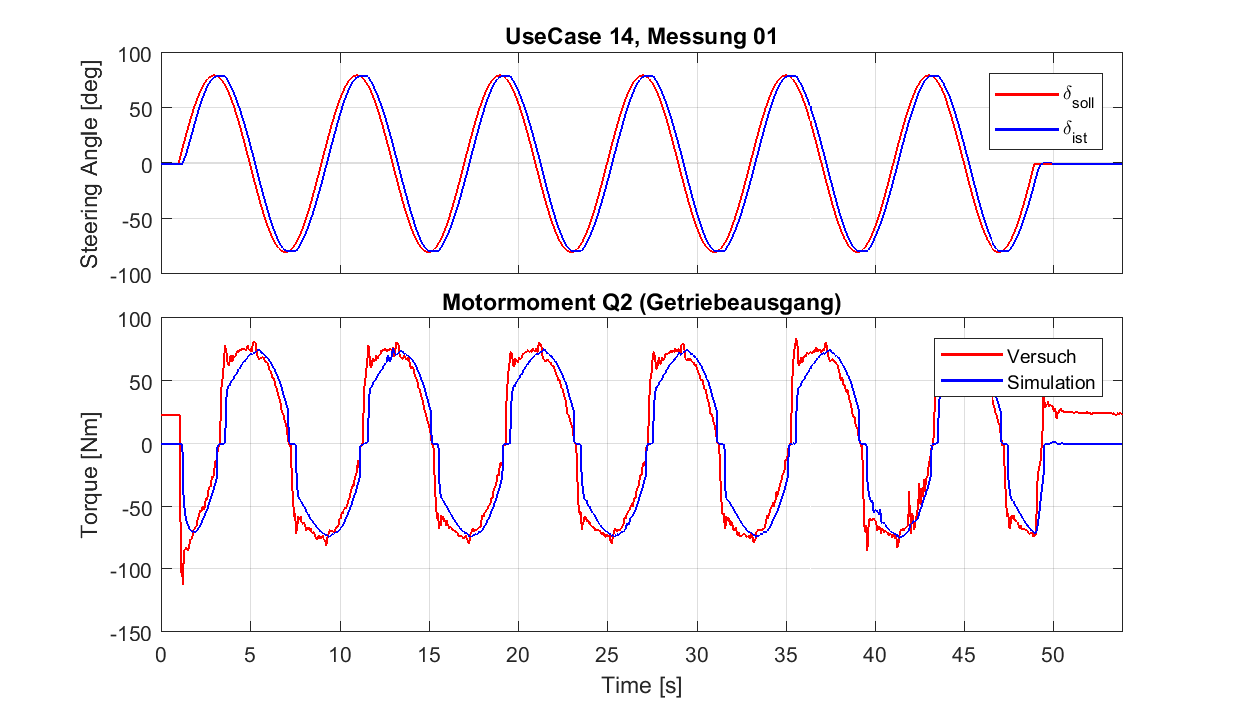 UseCase 14, Messung 01
100
50
0
-50
-100
Steering Angle [deg]
δsoll
δist
Motormoment Q2 (Getriebeausgang)
100
50
0
-50
-100
-150
Torque [Nm]
Versuch
Simulation
0 5 10 15 20 25 30 35 40 45 50
Time [s]